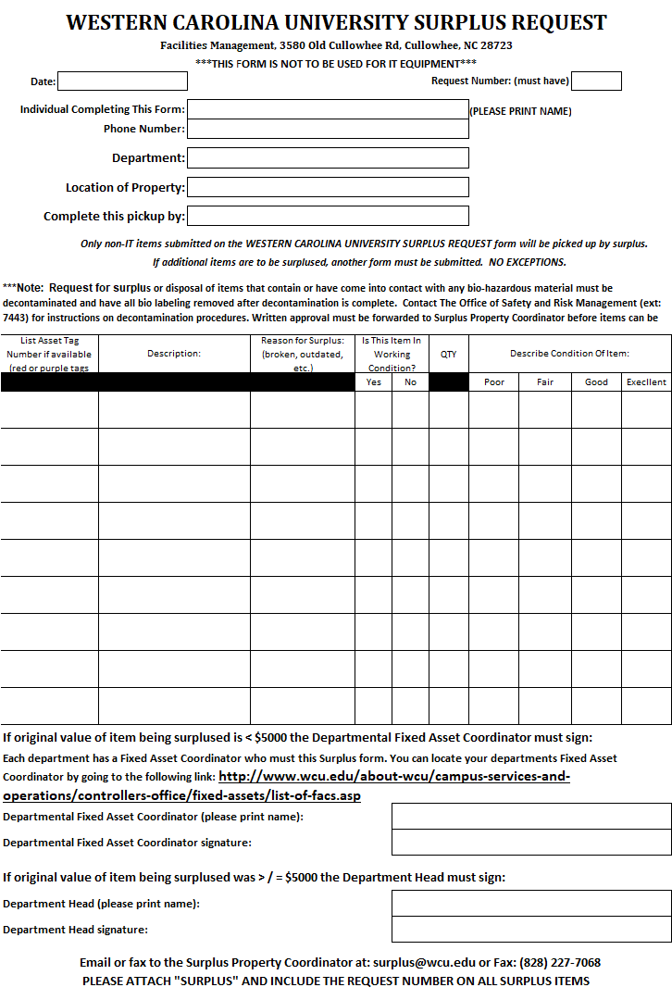 WESTERN CAROLINA UNIVERSITY SURPLUS REQUEST
Facilities Management, 3580 Old Cullowhee Rd, Cullowhee, NC 28723
***THIS FORM IS NOT TO BE USED FOR IT EQUIPMENT***
Date:
Request Number: (must have)
Individual Completing This Form:
(PLEASE PRINT NAME)
Phone Number:
Department:
Location of Property:
Complete this pickup by:
Only non-IT items submitted on the WESTERN CAROLINA UNIVERSITY SURPLUS REQUEST form will be picked up by surplus.
If additional items are to be surplused, another form must be submitted. NO EXCEPTIONS.
***Note: Request for surplus or disposal of items that contain or have come into contact with any bio-hazardous material must be
decontaminated and have all bio labeling removed after decontamination is complete. Contact The Office of Safety and Risk Management (ext:
7443) for instructions on decontamination procedures. Written approval must be forwarded to Surplus Property Coordinator before items can be
List Asset Tag
Number if available
(red or purple tags
Description:
Reason for Surplus:
(broken, outdated,
etc.)
Is This Item In
Working
Condition?
QTY
Describe Condition Of Item:
Yes
No
Poor
Fair
Good
Execllent
If original value of item being surplused is < $5000 the Departmental Fixed Asset Coordinator must sign:
Each department has a Fixed Asset Coordinator who must this Surplus form. You can locate your departments Fixed Asset
Coordinator by going to the following link: http://www.wcu.edu/about-wcu/campus-services-and-
operations/controllers-office/fixed-assets/list-of-facs.asp
Departmental Fixed Asset Coordinator (please print name):
Departmental Fixed Asset Coordinator signature:
If original value of item being surplused was > / = $5000 the Department Head must sign:
Department Head (please print name):
Department Head signature:
Email or fax to the Surplus Property Coordinator at: surplus@wcu.edu or Fax: (828) 227-7068
PLEASE ATTACH "SURPLUS" AND INCLUDE THE REQUEST NUMBER ON ALL SURPLUS ITEMS